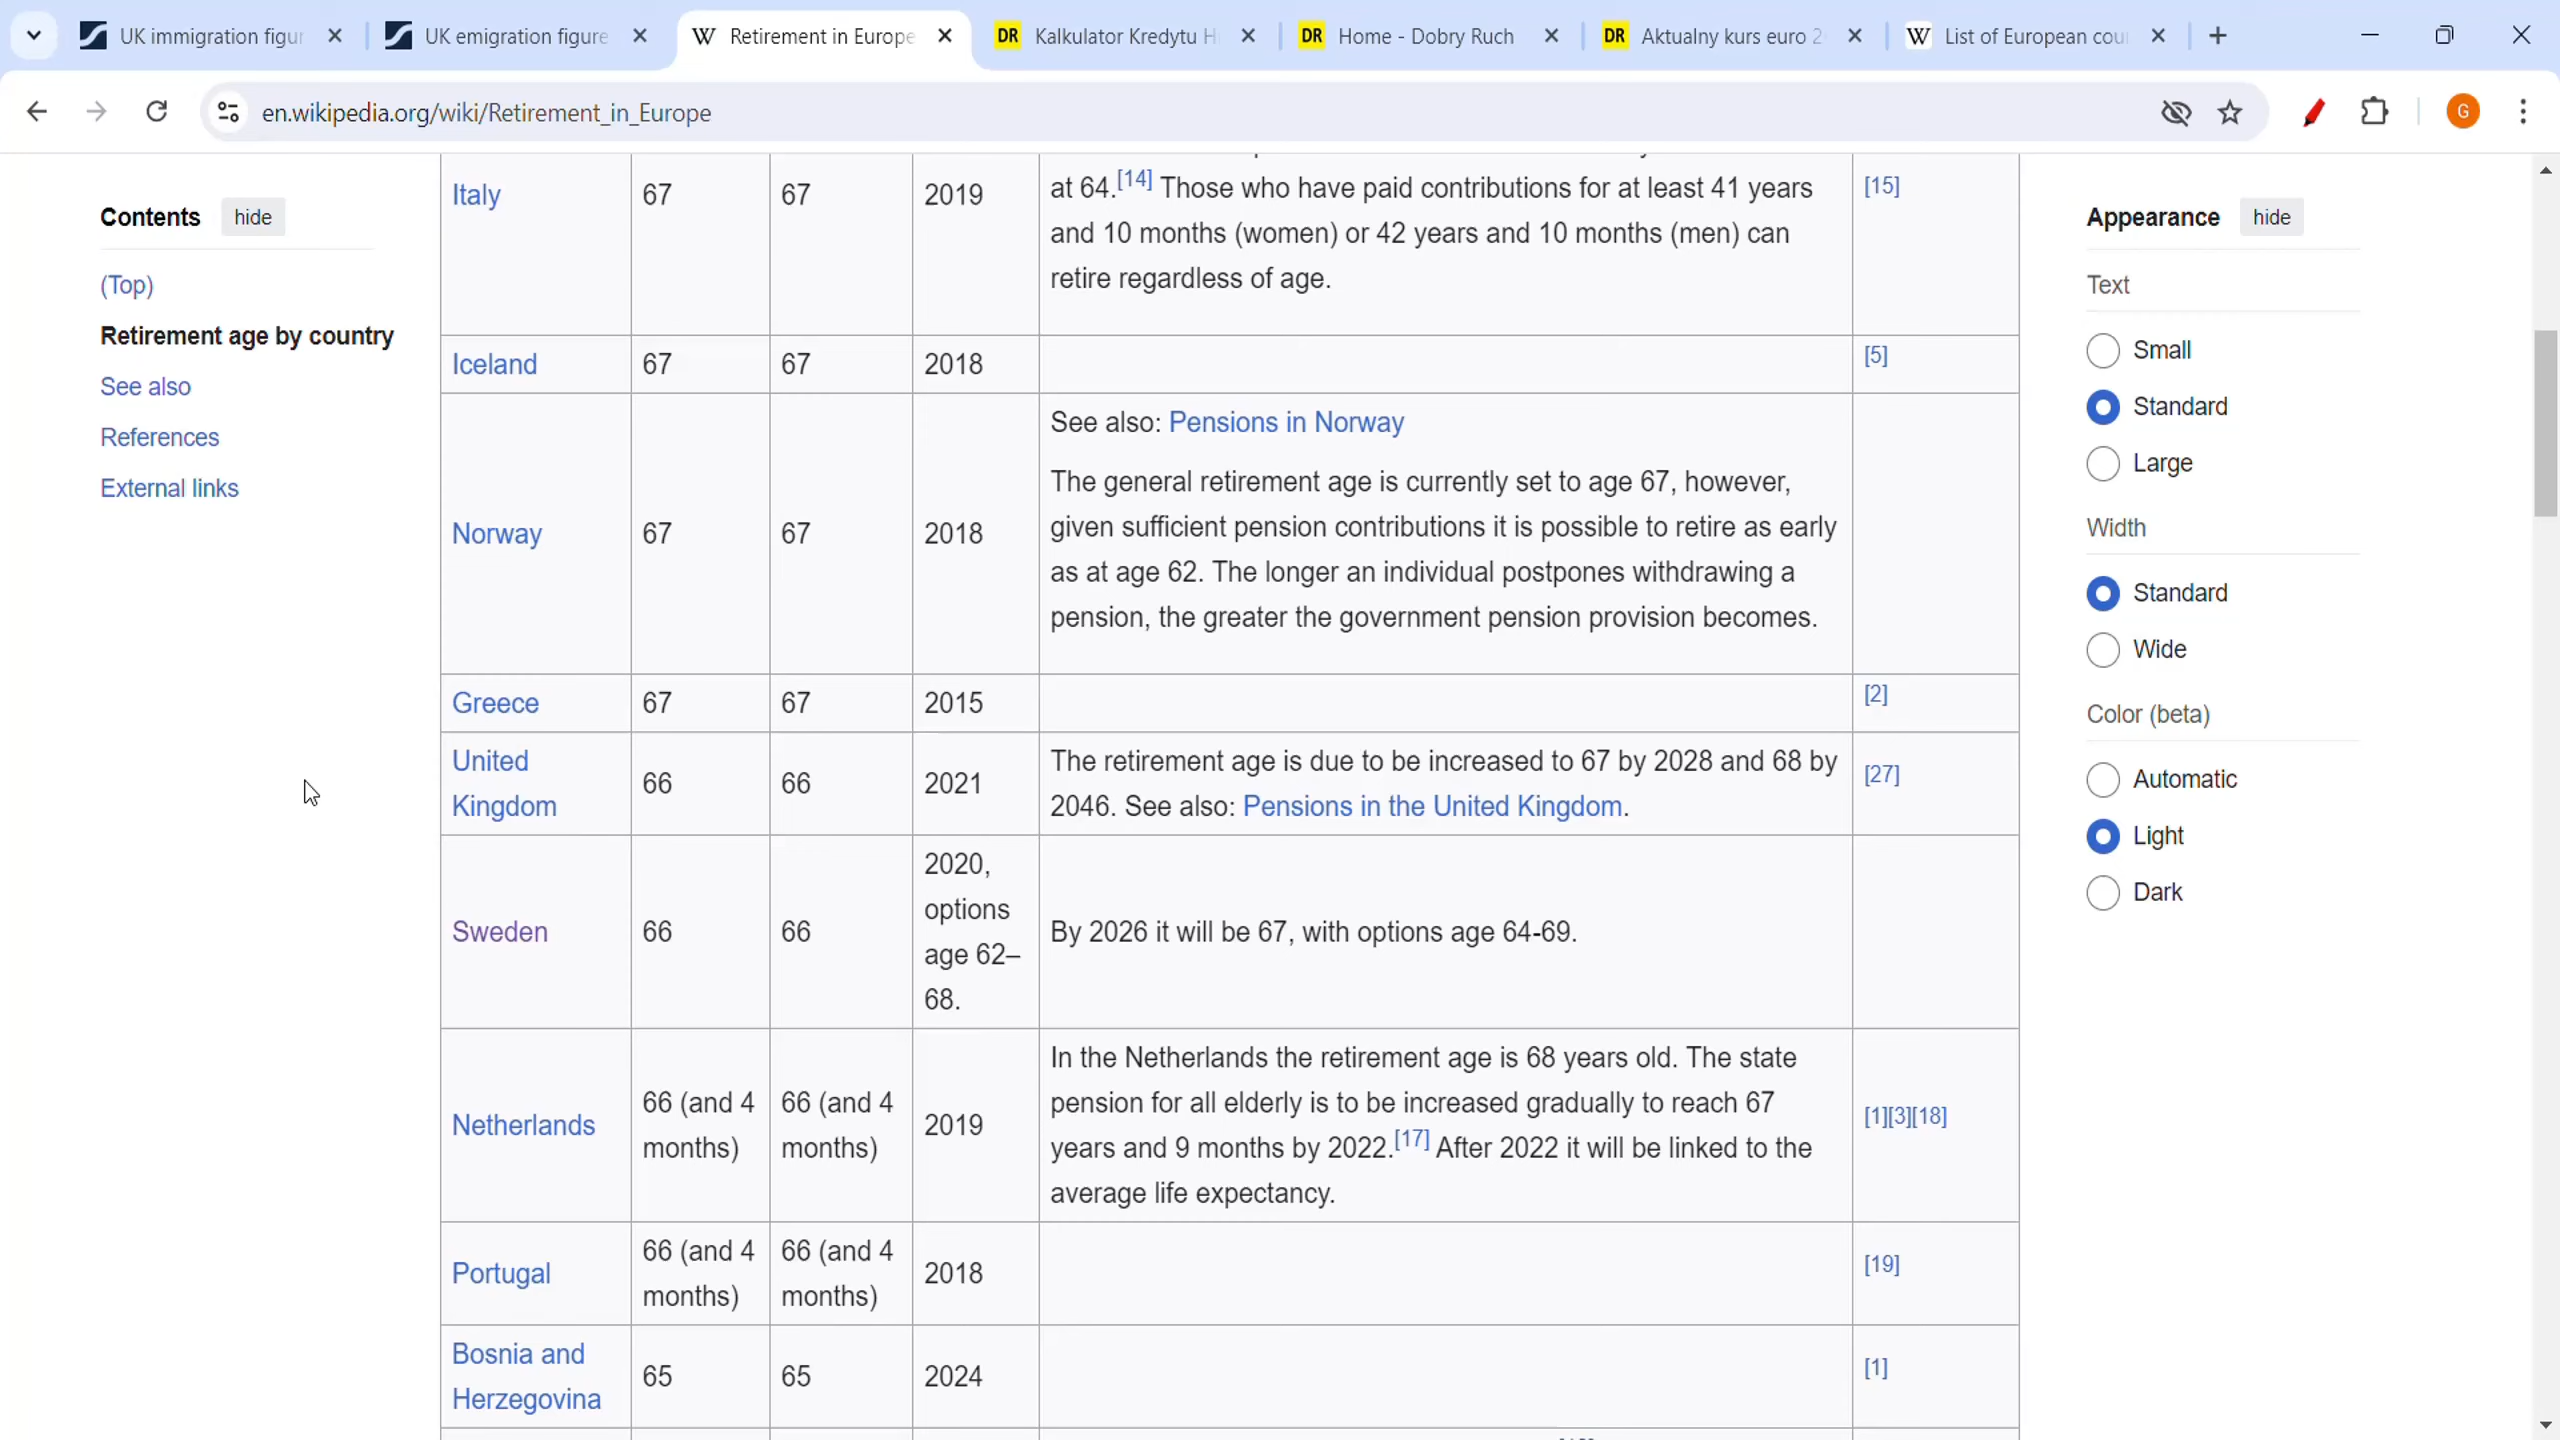 UK immigration figur
UK emigration figure
Retirement in Europe
DR Kalkulator Kredytu H
DR Home - Dobry Ruch
DR Aktualny kurs euro 2
List of European cou
en.wikipedia.org/wiki/Retirement_in_Europe
G
Contents hide
(Top)
Retirement age by country
See also
References
External links
Italy 67 67 2019
at 64.[14] Those who have paid contributions for at least 41 years
and 10 months (women) or 42 years and 10 months (men) can
retire regardless of age.
[15]
Iceland 67 67 2018 [5]
Norway 67 67 2018
See also: Pensions in Norway
The general retirement age is currently set to age 67, however,
given sufficient pension contributions it is possible to retire as early
as at age 62. The longer an individual postpones withdrawing a
pension, the greater the government pension provision becomes.
Greece 67 67 2015 [2]
United
Kingdom
66 66 2021
The retirement age is due to be increased to 67 by 2028 and 68 by
2046. See also: Pensions in the United Kingdom.
[27]
Sweden 66 66
2020,
options
age 62–
68.
By 2026 it will be 67, with options age 64-69.
Netherlands
66 (and 4
months)
66 (and 4
months)
2019
In the Netherlands the retirement age is 68 years old. The state
pension for all elderly is to be increased gradually to reach 67
years and 9 months by 2022.[17] After 2022 it will be linked to the
average life expectancy.
[1][3][18]
Portugal
66 (and 4
months)
66 (and 4
months)
2018
[19]
Bosnia and
Herzegovina
65 65 2024 [1]
Appearance hide
Text
Small
Standard
Large
Width
Standard
Wide
Color (beta)
Automatic
Light
Dark